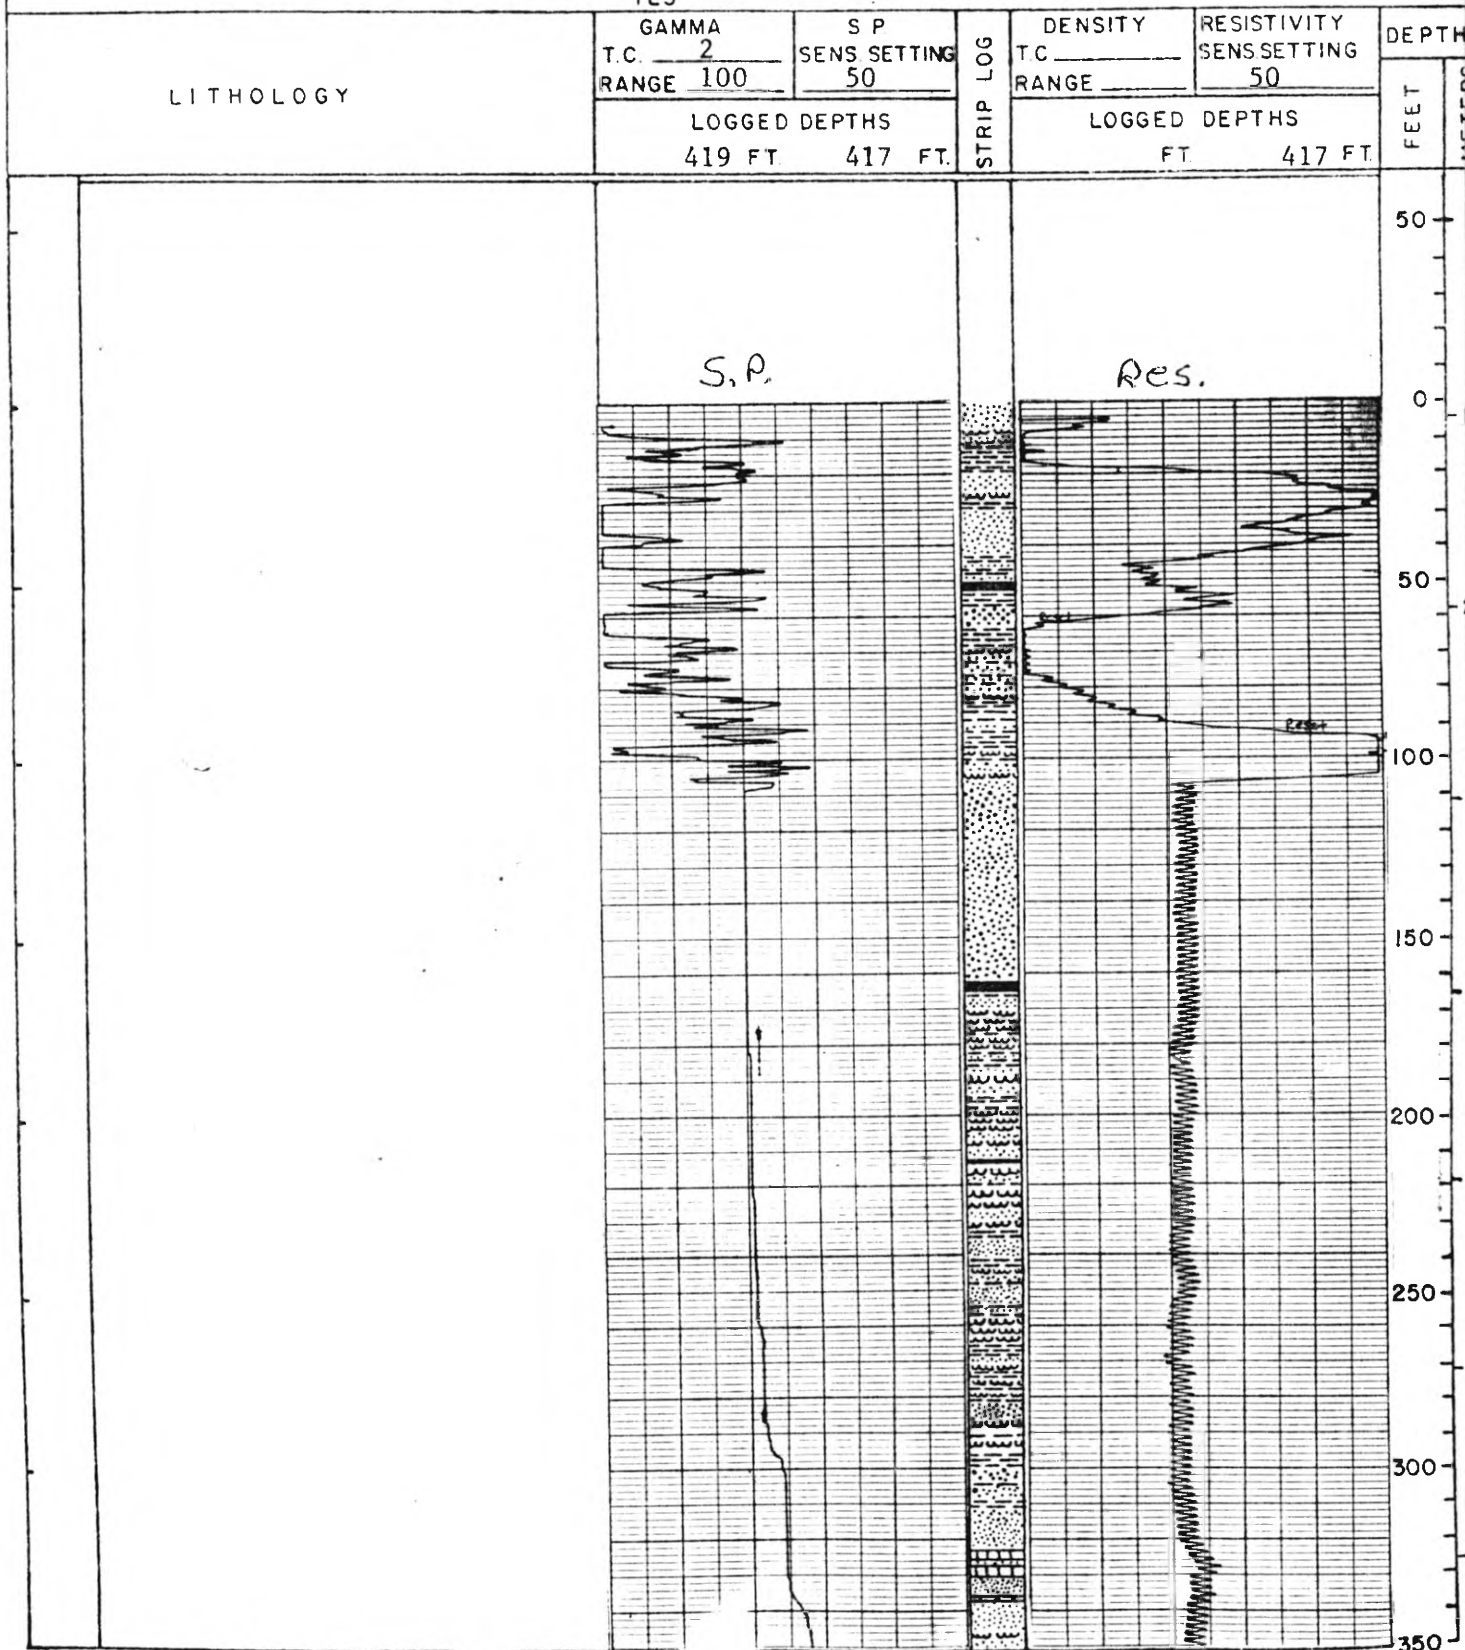 LITHOLOGY
GAMMA
T.C. 2
RANGE 100
S P
SENS. SETTING
50
LOGGED DEPTHS
419 FT. 417 FT.
STRIP LOG
DENSITY
T.C.
RANGE
RESISTIVITY
SENS. SETTING
50
LOGGED DEPTHS
FT. 417 FT.
DEPTH
FEET
50
S.P.
Res.
0
50
Reset
100
150
200
250
300
350